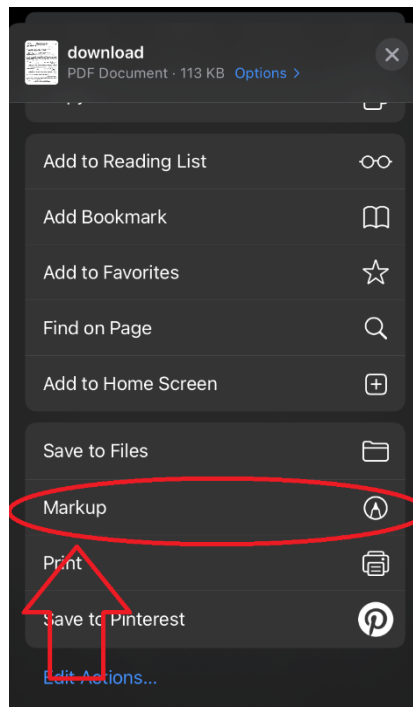 download
PDF Document · 113 KB Options >
Add to Reading List
Add Bookmark
Add to Favorites
Find on Page
Add to Home Screen
Save to Files
Markup
Print
Save to Pinterest
Edit Actions...